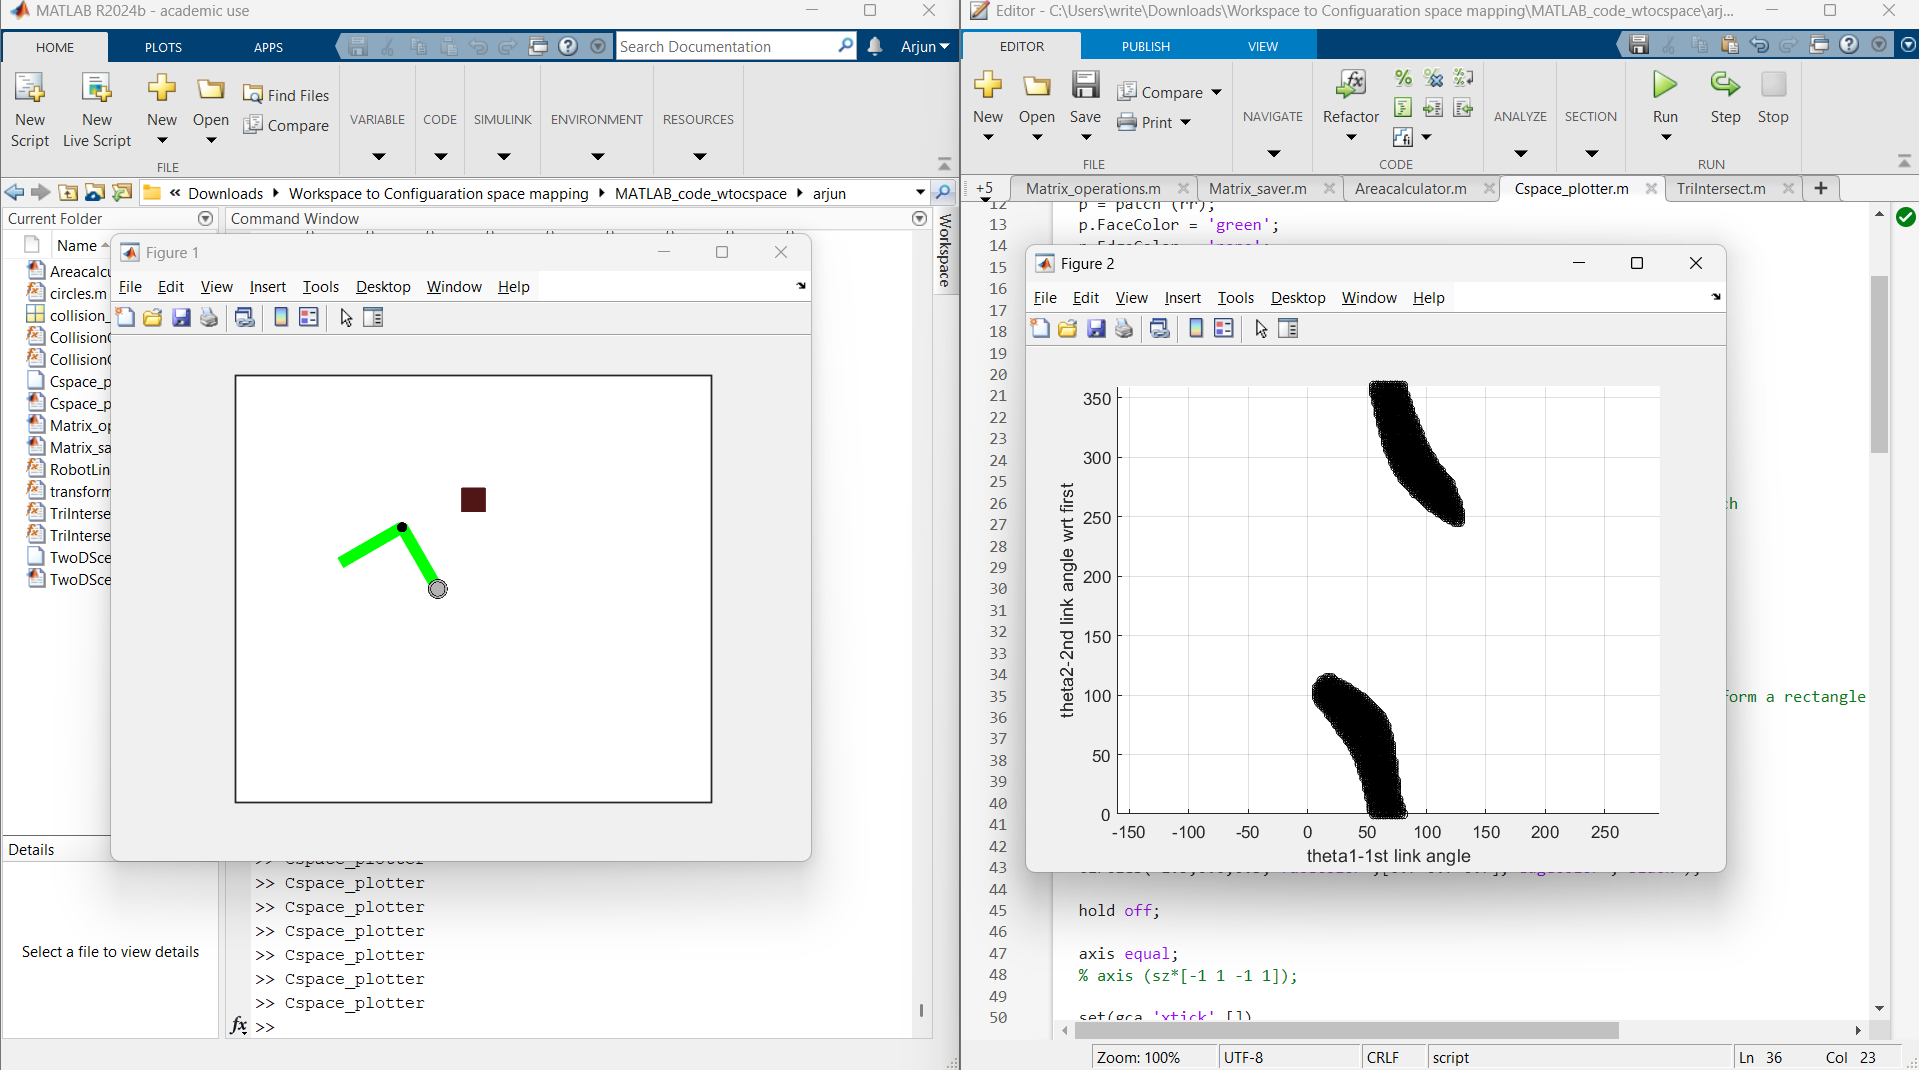 MATLAB R2024b - academic use
HOME
PLOTS
APPS
Search Documentation
Arjun
New Script
New Live Script
New
Open
Find Files
Compare
FILE
VARIABLE
CODE
SIMULINK
ENVIRONMENT
RESOURCES
« Downloads
Workspace to Configuaration space mapping
MATLAB_code_wtocspace
arjun
Current Folder
Command Window
Workspace
Name
Areacalcu
circles.m
collision_
Collision
Collision
Cspace_p
Cspace_p
Matrix_op
Matrix_sa
RobotLin
transform
TriInterse
TriInterse
TwoDSce
TwoDSce
Details
Select a file to view details
Figure 1
File Edit View Insert Tools Desktop Window Help
>> Cspace_plotter
>> Cspace_plotter
>> Cspace_plotter
>> Cspace_plotter
>> Cspace_plotter
>> Cspace_plotter
>> Cspace_plotter
fx >>
Editor - C:\Users\write\Downloads\Workspace to Configuaration space mapping\MATLAB_code_wtocspace\arj...
EDITOR
PUBLISH
VIEW
New
Open
Save
Compare
Print
FILE
NAVIGATE
Refactor
CODE
ANALYZE
SECTION
Run
Step
Stop
RUN
+5
Matrix_operations.m
Matrix_saver.m
Areacalculator.m
Cspace_plotter.m
TriIntersect.m
12 p = patch (rr);
13 p.FaceColor = 'green';
14
15
16
17
18
19
20
21
22
23
24
25
26
27
28
29
30
31
32
33
34
35 form a rectangle
36
37
38
39
40
41
42
43
44
45 hold off;
46
47 axis equal;
48 % axis (sz*[-1 1 -1 1]);
49
50 set(gca,'xtick',[])
Figure 2
File Edit View Insert Tools Desktop Window Help
theta2-2nd link angle wrt first
350
300
250
200
150
100
50
0
-150 -100 -50 0 50 100 150 200 250
theta1-1st link angle
Zoom: 100%
UTF-8
CRLF
script
Ln 36
Col 23